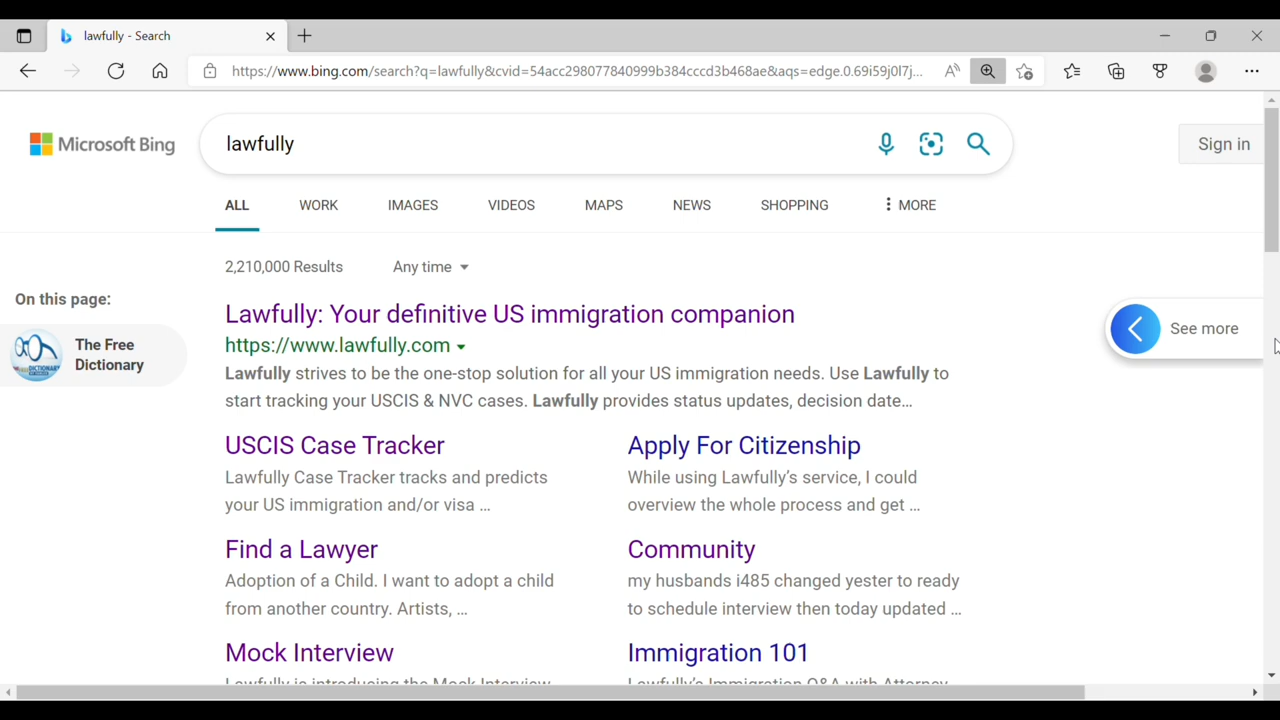 lawfully - Search
https://www.bing.com/search?q=lawfully&cvid=54acc298077840999b384cccd3b468ae&aqs=edge.0.69i59j0l7j...
Microsoft Bing
lawfully
Sign in
ALL WORK IMAGES VIDEOS MAPS NEWS SHOPPING MORE
2,210,000 Results Any time
On this page:
The Free
Dictionary
Lawfully: Your definitive US immigration companion
https://www.lawfully.com
Lawfully strives to be the one-stop solution for all your US immigration needs. Use Lawfully to
start tracking your USCIS & NVC cases. Lawfully provides status updates, decision date...
See more
USCIS Case Tracker
Lawfully Case Tracker tracks and predicts
your US immigration and/or visa ...
Apply For Citizenship
While using Lawfully's service, I could
overview the whole process and get ...
Find a Lawyer
Adoption of a Child. I want to adopt a child
from another country. Artists, ...
Community
my husbands i485 changed yester to ready
to schedule interview then today updated ...
Mock Interview
Lawfully is introducing the Mock Interview
Immigration 101
Lawfully's Immigration Q&A with Attorney